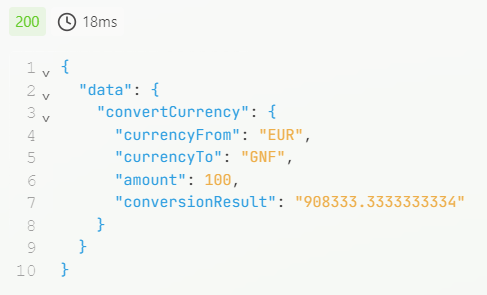 200 18ms
1 {
2 "data": {
3 "convertCurrency": {
4 "currencyFrom": "EUR",
5 "currencyTo": "GNF",
6 "amount": 100,
7 "conversionResult": "908333.3333333334"
8 }
9 }
10 }